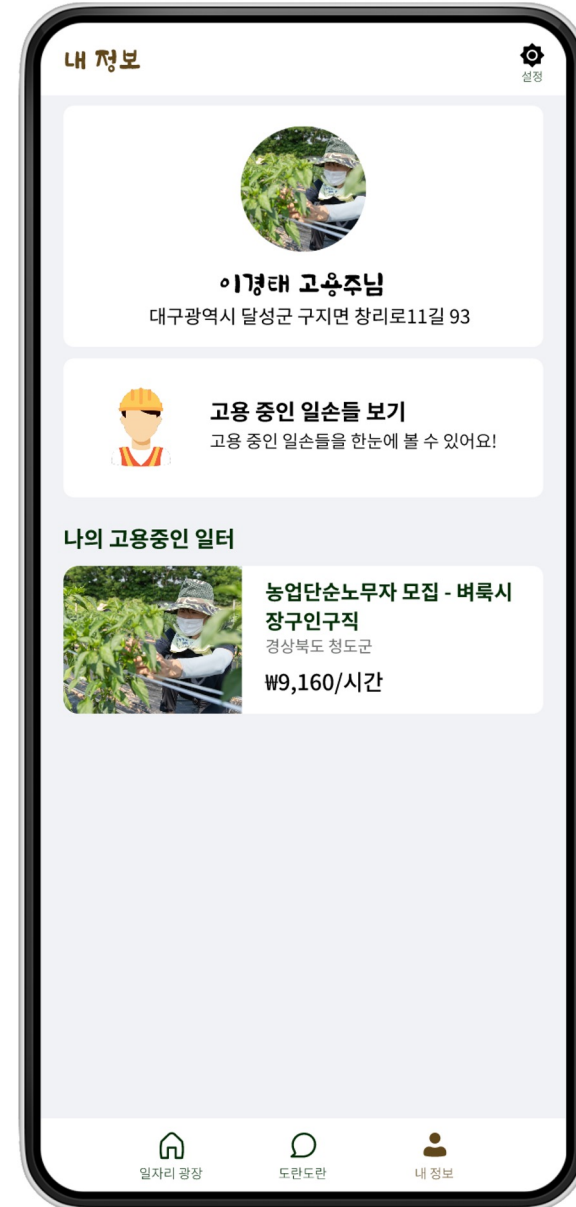 내 정보
설정
이경태 고용주님
대구광역시 달성군 구지면 창리로11길 93
고용 중인 일손들 보기
고용 중인 일손들을 한눈에 볼 수 있어요!
나의 고용중인 일터
농업단순노무자 모집 - 벼룩시
장구인구직
경상북도 청도군
₩9,160/시간
일자리 광장
도란도란
내 정보